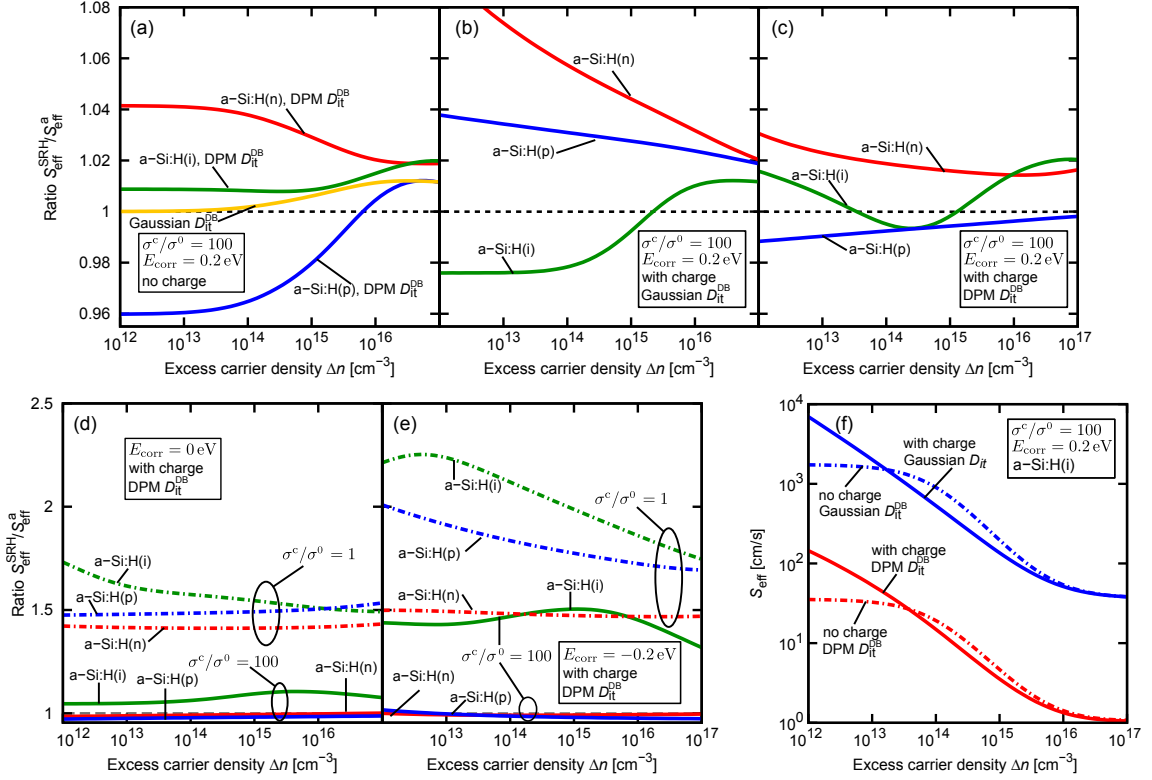 (a)
1.08
1.06
1.04
1.02
1
0.98
0.96
Ratio S_eff^SRH/S_eff^a
a−Si:H(n), DPM D_it^DB
a−Si:H(i), DPM D_it^DB
Gaussian D_it^DB
σ^c/σ^0 = 100
E_corr = 0.2 eV
no charge
a−Si:H(p), DPM D_it^DB
10^12 10^13 10^14 10^15 10^16
Excess carrier density Δn [cm^−3]
(b)
a−Si:H(n)
a−Si:H(p)
a−Si:H(i)
σ^c/σ^0 = 100
E_corr = 0.2 eV
with charge
Gaussian D_it^DB
10^13 10^14 10^15 10^16
Excess carrier density Δn [cm^−3]
(c)
a−Si:H(n)
a−Si:H(i)
a−Si:H(p)
σ^c/σ^0 = 100
E_corr = 0.2 eV
with charge
DPM D_it^DB
10^13 10^14 10^15 10^16 10^17
Excess carrier density Δn [cm^−3]
(d)
2.5
2
1.5
1
Ratio S_eff^SRH/S_eff^a
E_corr = 0 eV
with charge
DPM D_it^DB
a−Si:H(i)
σ^c/σ^0 = 1
a−Si:H(p)
a−Si:H(n)
σ^c/σ^0 = 100
a−Si:H(i)
a−Si:H(p)
a−Si:H(n)
10^12 10^13 10^14 10^15 10^16
Excess carrier density Δn [cm^−3]
(e)
a−Si:H(i)
σ^c/σ^0 = 1
a−Si:H(p)
a−Si:H(i)
a−Si:H(n)
σ^c/σ^0 = 100
E_corr = −0.2 eV
with charge
DPM D_it^DB
a−Si:H(n)
a−Si:H(p)
10^13 10^14 10^15 10^16 10^17
Excess carrier density Δn [cm^−3]
(f)
10^4
10^3
10^2
10^1
10^0
S_eff [cm/s]
σ^c/σ^0 = 100
E_corr = 0.2 eV
a−Si:H(i)
with charge
Gaussian D_it
no charge
Gaussian D_it^DB
with charge
DPM D_it^DB
no charge
DPM D_it^DB
10^12 10^13 10^14 10^15 10^16 10^17
Excess carrier density Δn [cm^−3]